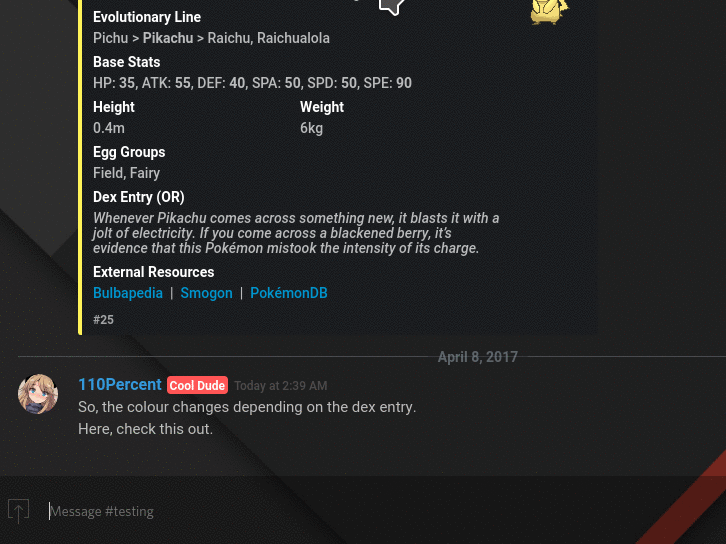 Evolutionary Line
Pichu > Pikachu > Raichu, Raichualola
Base Stats
HP: 35, ATK: 55, DEF: 40, SPA: 50, SPD: 50, SPE: 90
Height Weight
0.4m 6kg
Egg Groups
Field, Fairy
Dex Entry (OR)
Whenever Pikachu comes across something new, it blasts it with a
jolt of electricity. If you come across a blackened berry, it's
evidence that this Pokémon mistook the intensity of its charge.
External Resources
Bulbapedia | Smogon | PokémonDB
#25
April 8, 2017
110Percent Cool Dude Today at 2:39 AM
So, the colour changes depending on the dex entry.
Here, check this out.
Message #testing